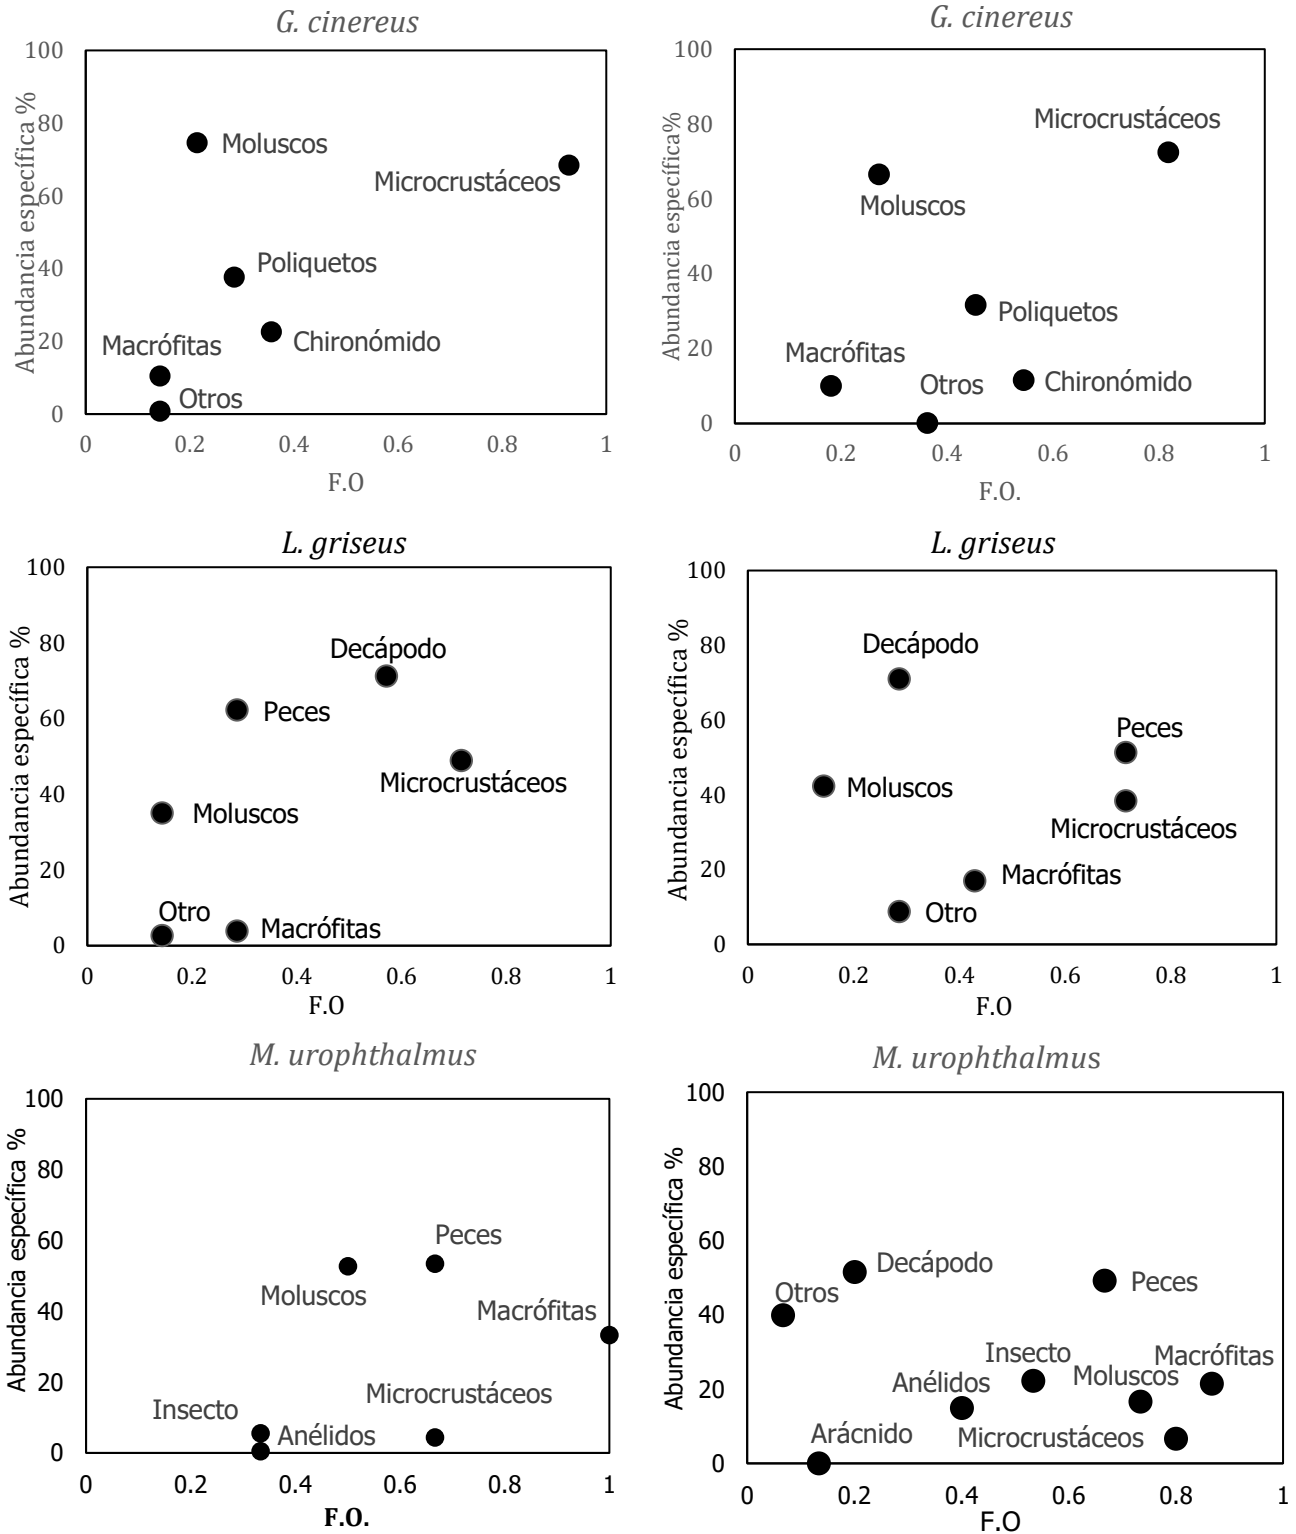 G. cinereus
Abundancia específica %
100
80
60
40
20
0
Moluscos
Microcrustáceos
Poliquetos
Chironómido
Macrófitas
Otros
0 0.2 0.4 0.6 0.8 1
F.O
G. cinereus
Abundancia específica%
100
80
60
40
20
0
Microcrustáceos
Moluscos
Poliquetos
Macrófitas
Otros
Chironómido
0 0.2 0.4 0.6 0.8 1
F.O.
L. griseus
Abundancia específica %
100
80
60
40
20
0
Decápodo
Peces
Microcrustáceos
Moluscos
Otro
Macrófitas
0 0.2 0.4 0.6 0.8 1
F.O
L. griseus
Abundancia específica %
100
80
60
40
20
0
Decápodo
Peces
Moluscos
Microcrustáceos
Macrófitas
Otro
0 0.2 0.4 0.6 0.8 1
F.O
M. urophthalmus
Abundancia específica %
100
80
60
40
20
0
Peces
Moluscos
Macrófitas
Microcrustáceos
Insecto
Anélidos
0 0.2 0.4 0.6 0.8 1
F.O.
M. urophthalmus
Abundancia específica %
100
80
60
40
20
0
Decápodo
Peces
Otros
Insecto
Macrófitas
Moluscos
Anélidos
Arácnido
Microcrustáceos
0 0.2 0.4 0.6 0.8 1
F.O